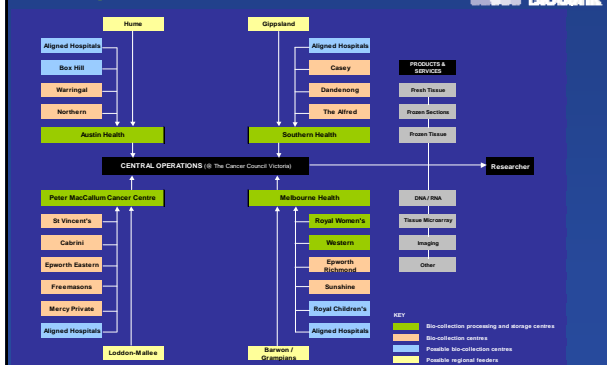 Hume
Gippsland
Aligned Hospitals
Box Hill
Warringal
Northern
Austin Health
Aligned Hospitals
Casey
Dandenong
The Alfred
Southern Health
PRODUCTS &
SERVICES
Fresh Tissue
Frozen Sections
Frozen Tissue
CENTRAL OPERATIONS (@ The Cancer Council Victoria)
Researcher
Peter MacCallum Cancer Centre
St Vincent's
Cabrini
Epworth Eastern
Freemasons
Mercy Private
Aligned Hospitals
Loddon-Mallee
Melbourne Health
Royal Women's
Western
Epworth
Richmond
Sunshine
Royal Children's
Aligned Hospitals
Barwon /
Grampians
DNA / RNA
Tissue Microarray
Imaging
Other
KEY
Bio-collection processing and storage centres
Bio-collection centres
Possible bio-collection centres
Possible regional feeders